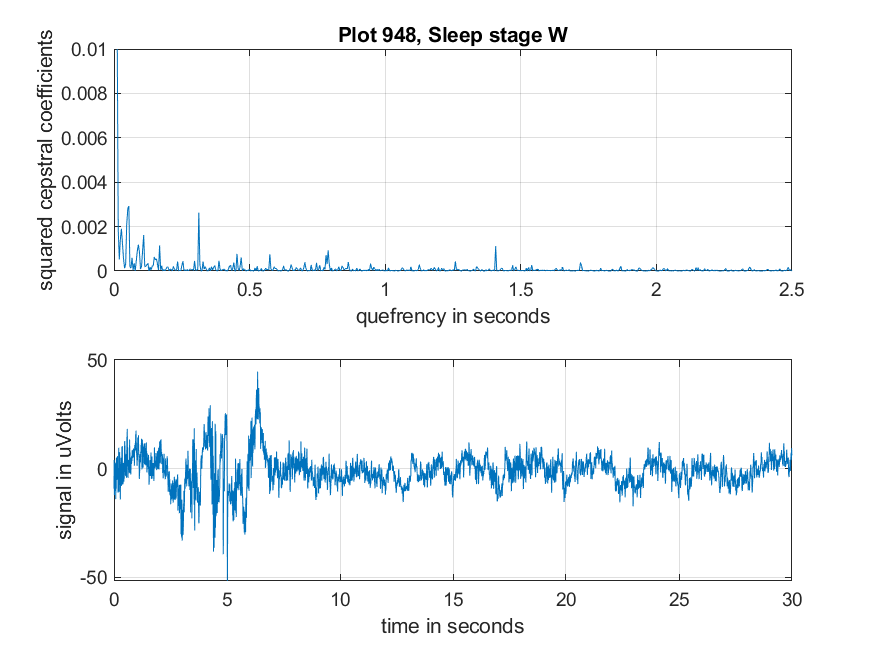 Plot 948, Sleep stage W
squared cepstral coefficients
0.01
0.008
0.006
0.004
0.002
0
0 0.5 1 1.5 2 2.5
quefrency in seconds
signal in uVolts
50
0
-50
0 5 10 15 20 25 30
time in seconds